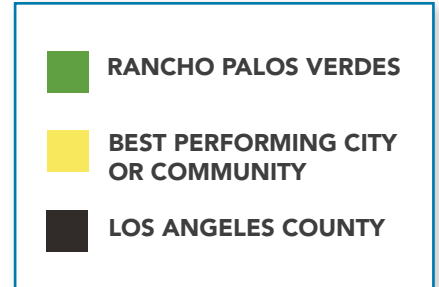 RANCHO PALOS VERDES
BEST PERFORMING CITY
OR COMMUNITY
LOS ANGELES COUNTY